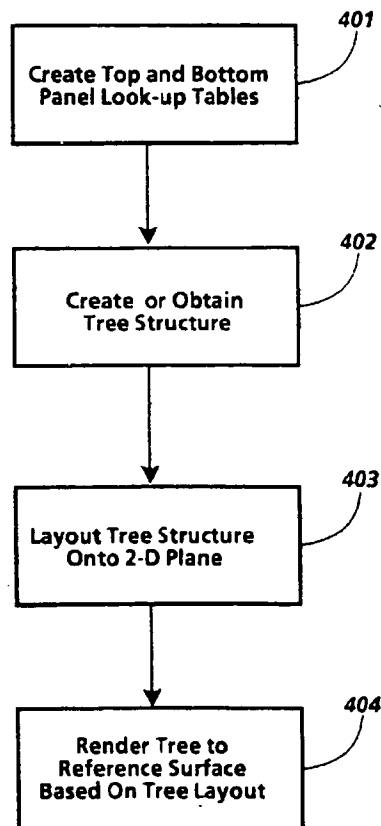 401
Create Top and Bottom
Panel Look-up Tables
402
Create or Obtain
Tree Structure
403
Layout Tree Structure
Onto 2-D Plane
404
Render Tree to
Reference Surface
Based On Tree Layout